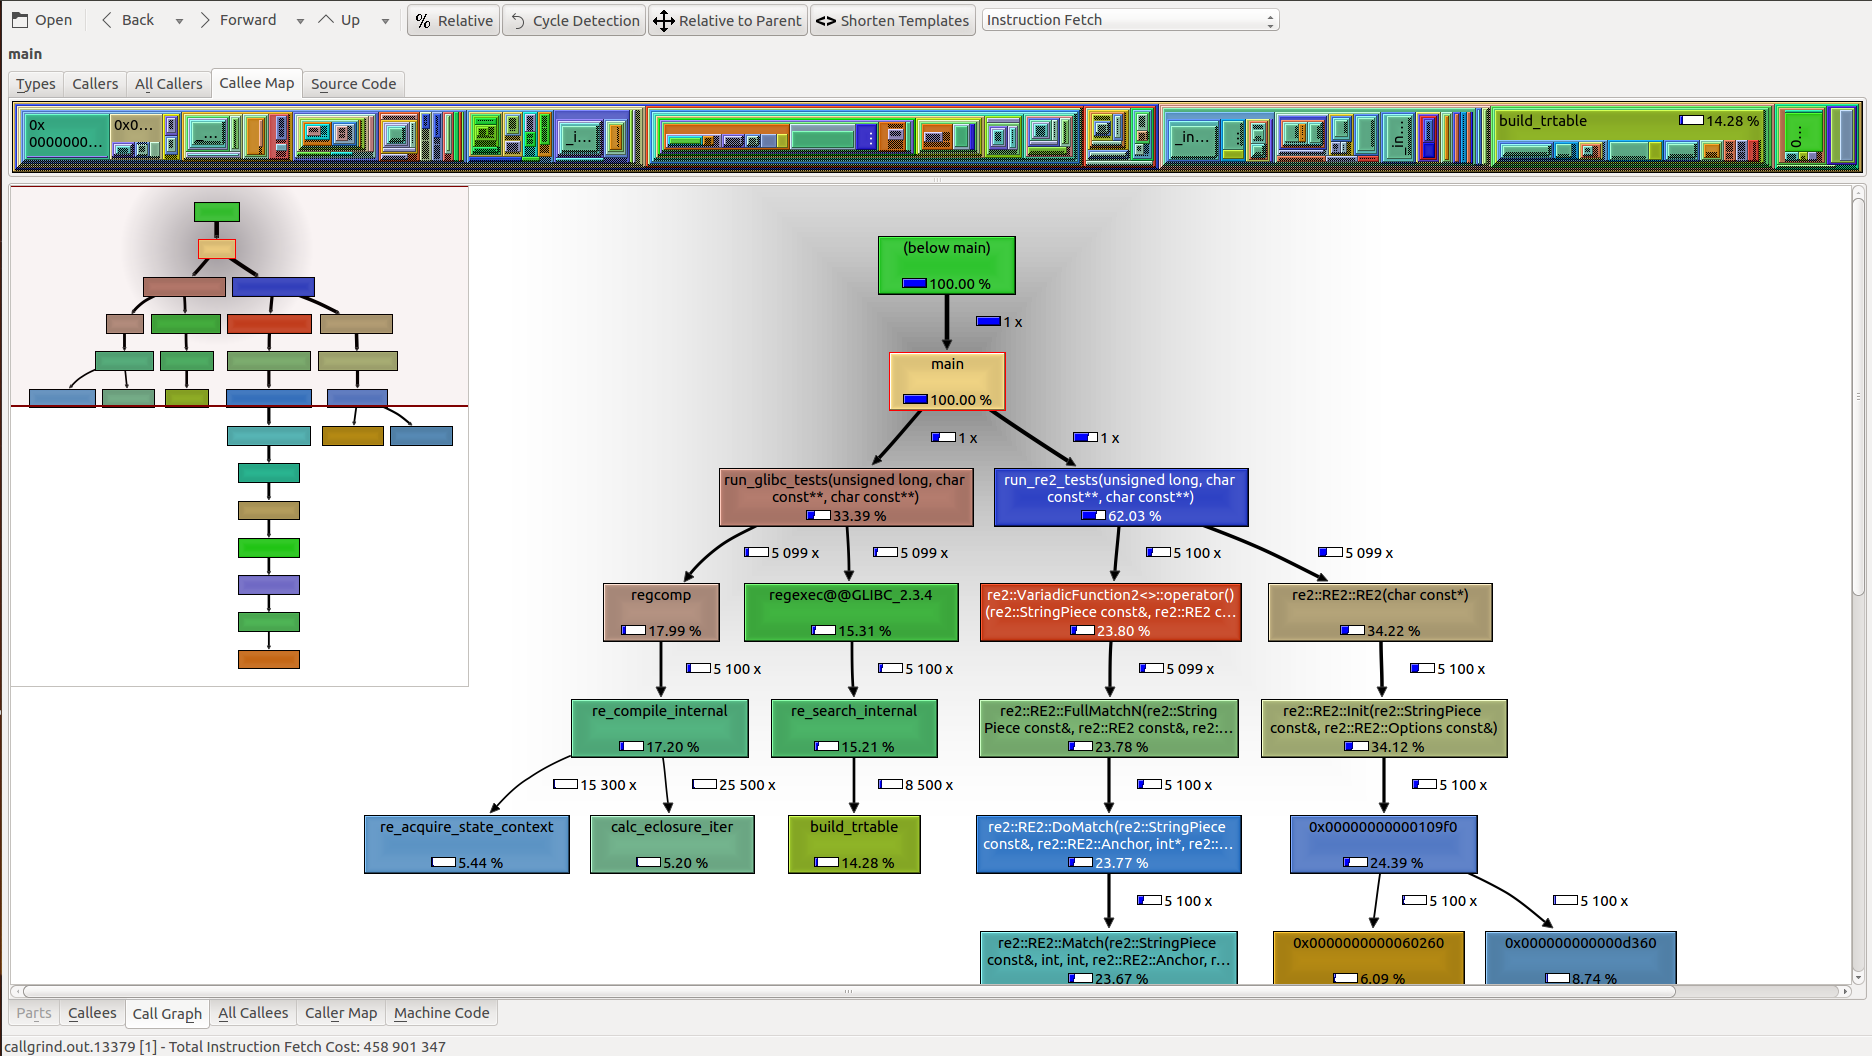 Open Back Forward Up % Relative Cycle Detection Relative to Parent <> Shorten Templates Instruction Fetch
main
Types Callers All Callers Callee Map Source Code
0x
0000000...
0x0...
...
_i...
_in...
_in...
build_trtable 14.28 %
0...
(below main)
100.00 %
1 x
main
100.00 %
1 x 1 x
run_glibc_tests(unsigned long, char
const**, char const**)
33.39 %
run_re2_tests(unsigned long, char
const**, char const**)
62.03 %
5 099 x 5 099 x 5 100 x 5 099 x
regcomp
17.99 %
regexec@@GLIBC_2.3.4
15.31 %
re2::VariadicFunction2<>::operator()
(re2::StringPiece const&, re2::RE2 c...
23.80 %
re2::RE2::RE2(char const*)
34.22 %
5 100 x 5 100 x 5 099 x 5 100 x
re_compile_internal
17.20 %
re_search_internal
15.21 %
re2::RE2::FullMatchN(re2::String
Piece const&, re2::RE2 const&, re2:...
23.78 %
re2::RE2::Init(re2::StringPiece
const&, re2::RE2::Options const&)
34.12 %
15 300 x 25 500 x 8 500 x 5 100 x 5 100 x
re_acquire_state_context
5.44 %
calc_eclosure_iter
5.20 %
build_trtable
14.28 %
re2::RE2::DoMatch(re2::StringPiece
const&, re2::RE2::Anchor, int*, re2::...
23.77 %
0x00000000000109f0
24.39 %
5 100 x 5 100 x 5 100 x
re2::RE2::Match(re2::StringPiece
const&, int, int, re2::RE2::Anchor, r...
23.67 %
0x0000000000060260
6.09 %
0x000000000000d360
8.74 %
Parts Callees Call Graph All Callees Caller Map Machine Code
callgrind.out.13379 [1] - Total Instruction Fetch Cost: 458 901 347